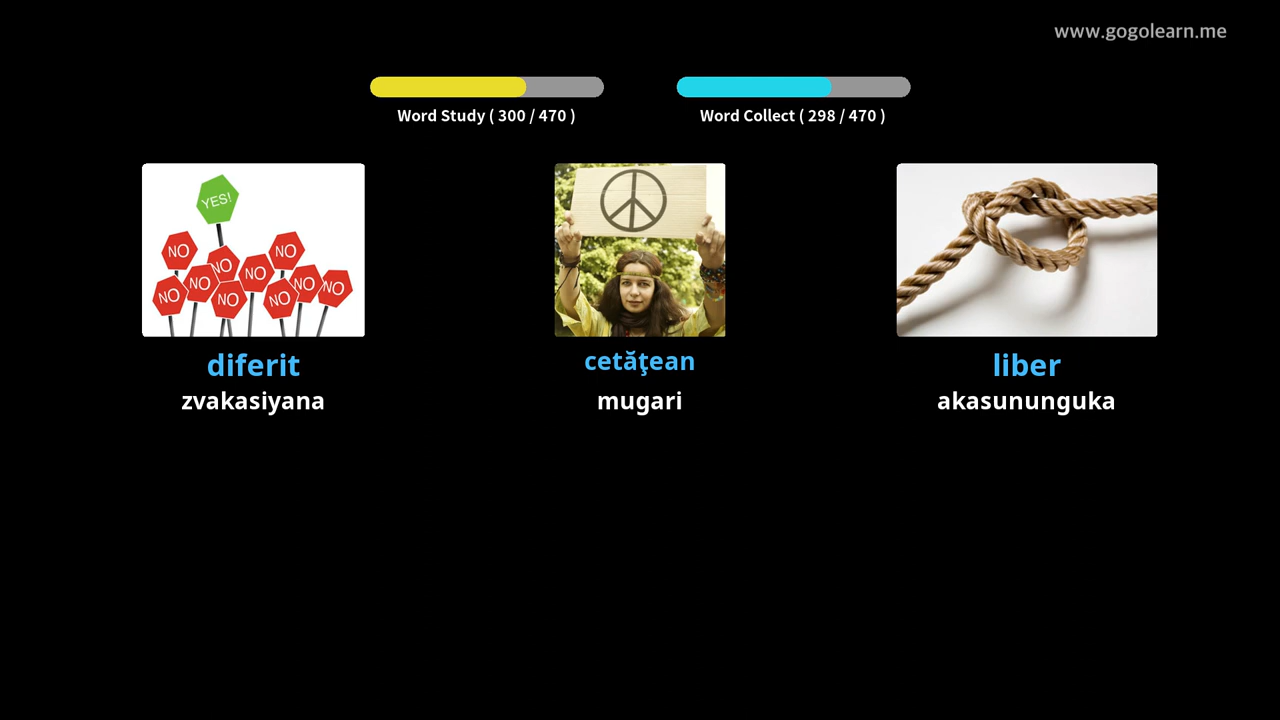 www.gogolearn.me
Word Study ( 300 / 470 )
Word Collect ( 298 / 470 )
YES!
NO
NO
NO
NO
NO
NO
NO
NO
NO
diferit
zvakasiyana
cetăţean
mugari
liber
akasununguka